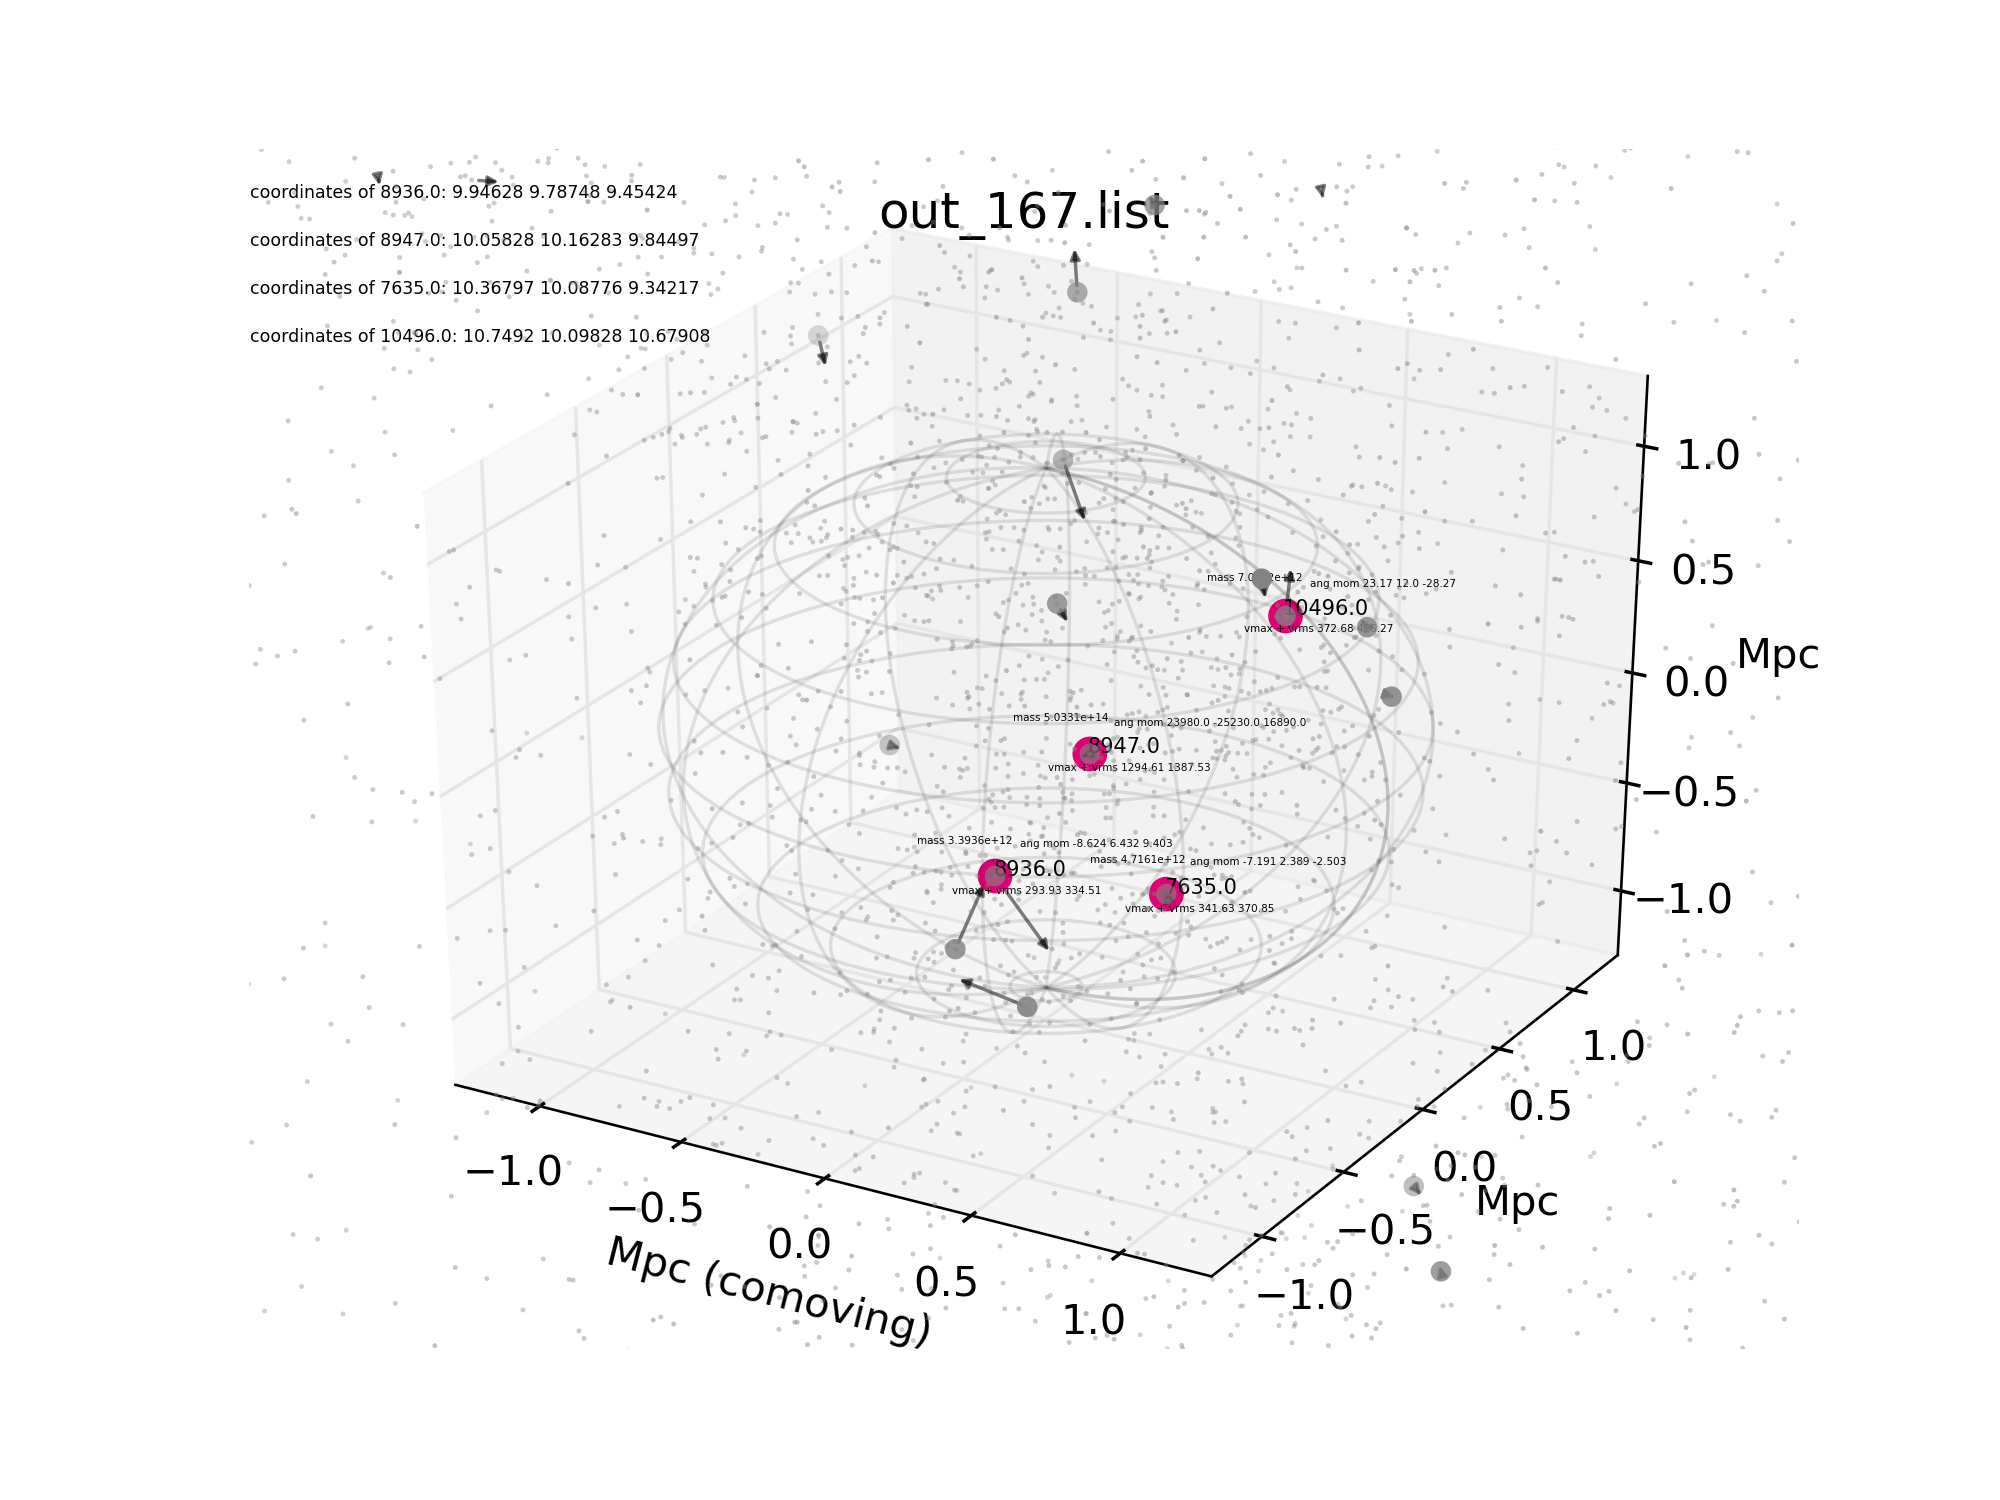 coordinates of 8936.0: 9.94628 9.78748 9.45424
out_167.list
coordinates of 8947.0: 10.05828 10.16283 9.84497
coordinates of 7635.0: 10.36797 10.08776 9.34217
coordinates of 10496.0: 10.7492 10.09828 10.67908
1.0
0.5
Mpc
0.0
−0.5
−1.0
mass
ang mom 23.17 12.0 -28.27
10496.0
vmax + vrms 372.68
mass 5.0331e+14
ang mom 23980.0 -25230.0 16890.0
8947.0
vmax + vrms 1294.61 1387.53
mass 3.3936e+12
ang mom -8.624 6.432 9.403
8936.0
vmax + vrms 293.93 334.51
mass 4.7161e+12
ang mom -7.191 2.389 -2.503
7635.0
vmax + vrms 341.63 370.85
1.0
0.5
0.0
Mpc
−0.5
−1.0
−1.0
−0.5
0.0
0.5
1.0
Mpc (comoving)